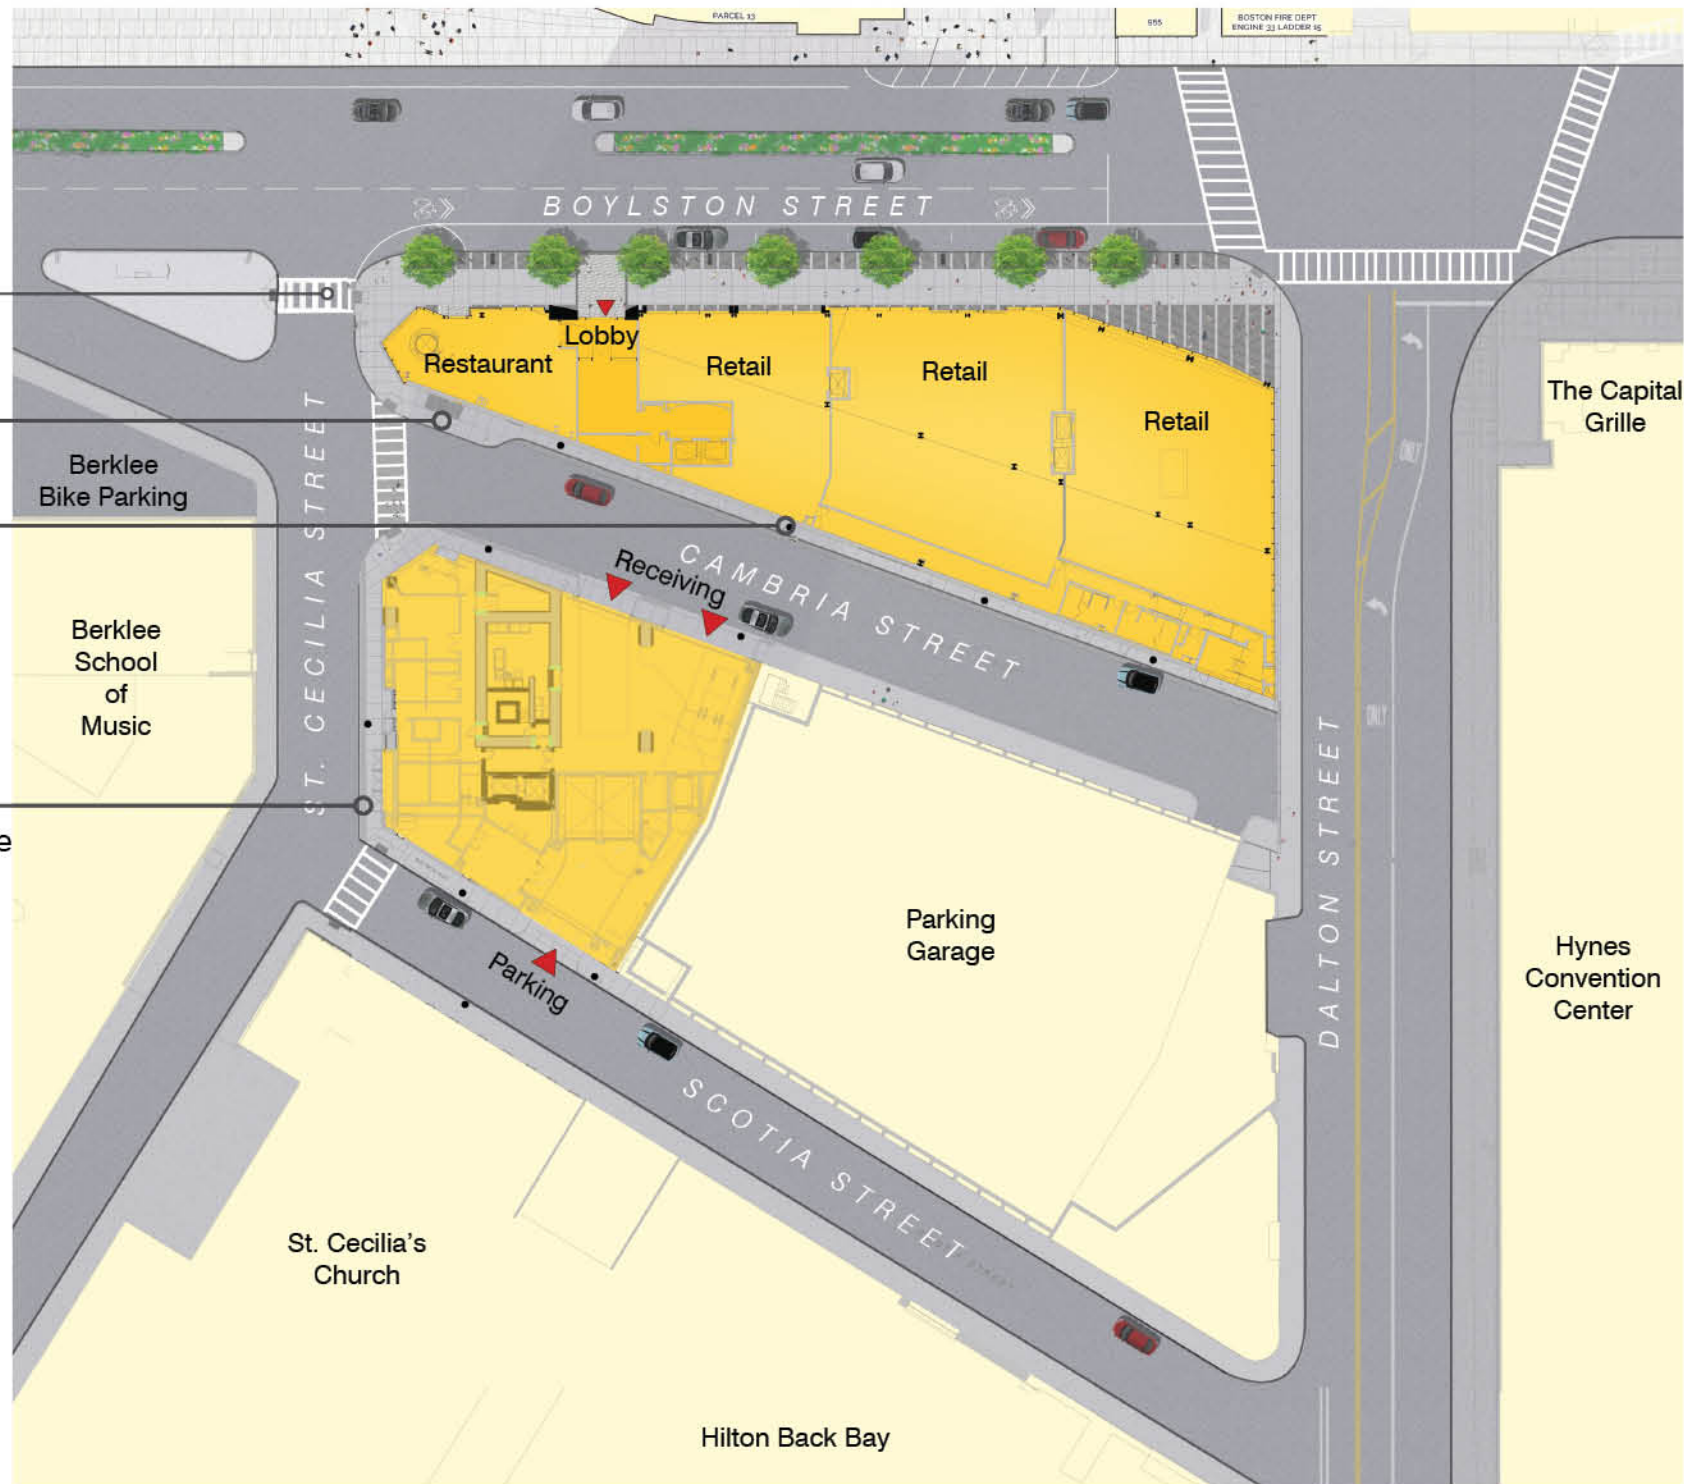 PARCEL 13
955
BOSTON FIRE DEPT
ENGINE 33 LADDER 15
BOYLSTON STREET
Lobby
Restaurant
Retail
Retail
Retail
The Capital
Grille
Berklee
Bike Parking
ST. CECILIA STREET
CAMBRIA STREET
Receiving
Berklee
School
of
Music
ONLY
DALTON STREET
e
Parking
Garage
Parking
Hynes
Convention
Center
SCOTIA STREET
St. Cecilia’s
Church
Hilton Back Bay